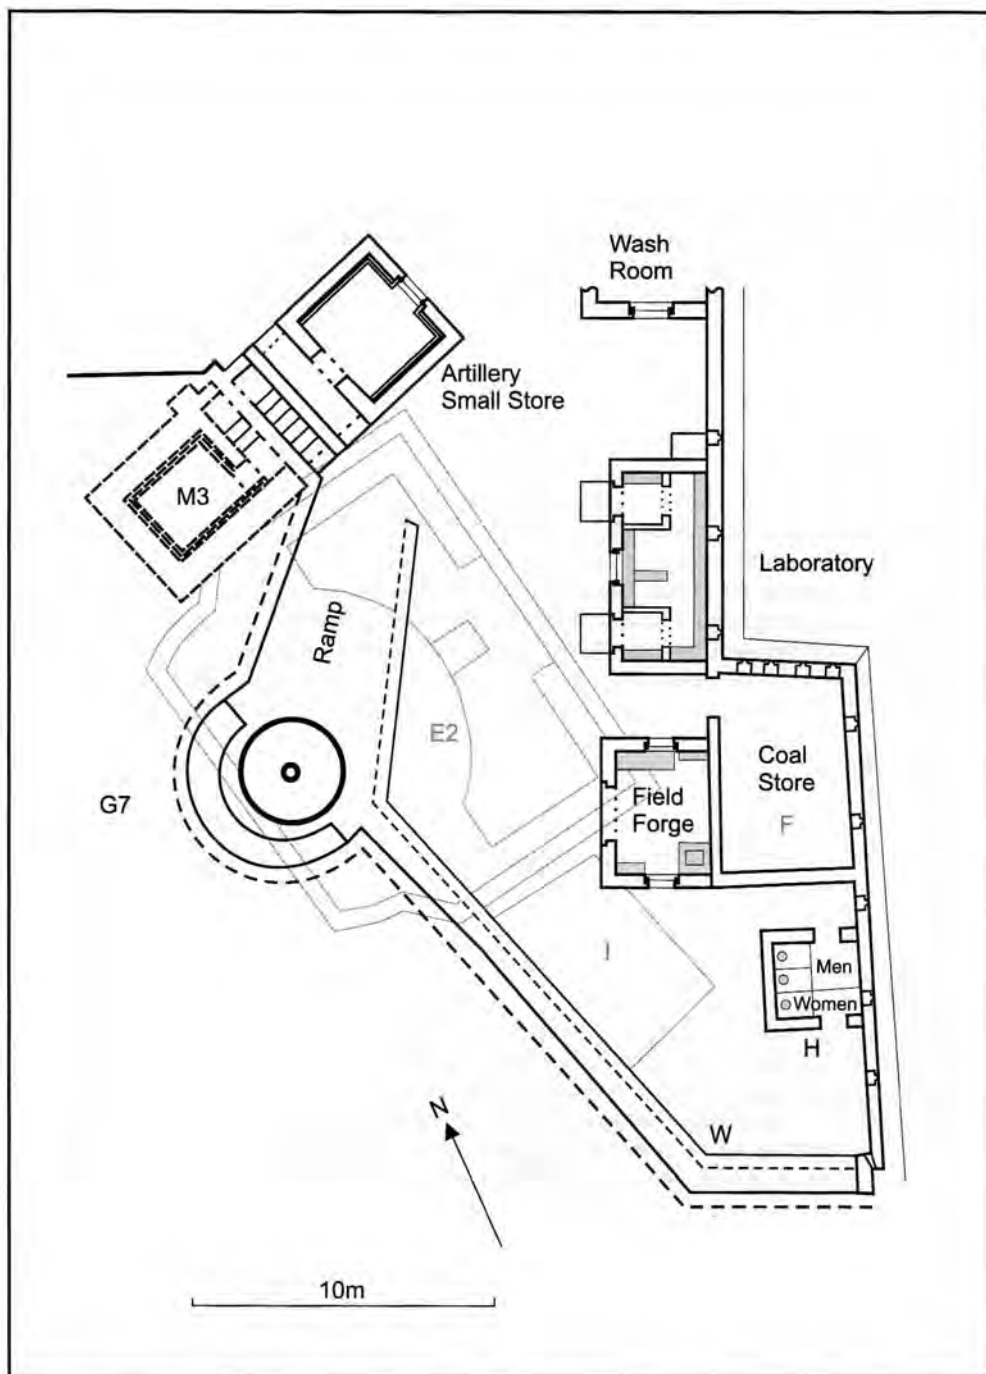 Wash
Room
Artillery
Small Store
M3
Laboratory
Ramp
E2
Coal
Store
Field
Forge
G7
F
J
Men
Women
H
W
N
10m